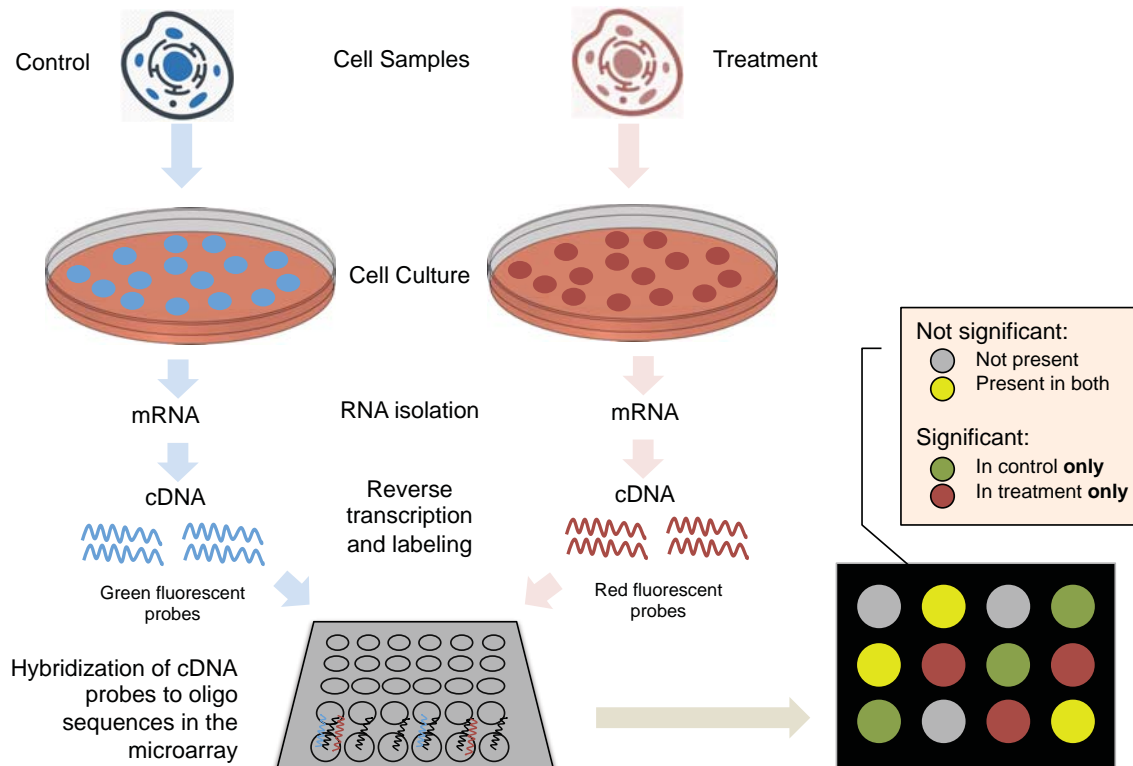 Control
Cell Samples
Treatment
Cell Culture
mRNA
RNA isolation
mRNA
cDNA
Reverse
transcription
and labeling
cDNA
Green fluorescent
probes
Red fluorescent
probes
Hybridization of cDNA
probes to oligo
sequences in the
microarray
Not significant:
Not present
Present in both
Significant:
In control only
In treatment only